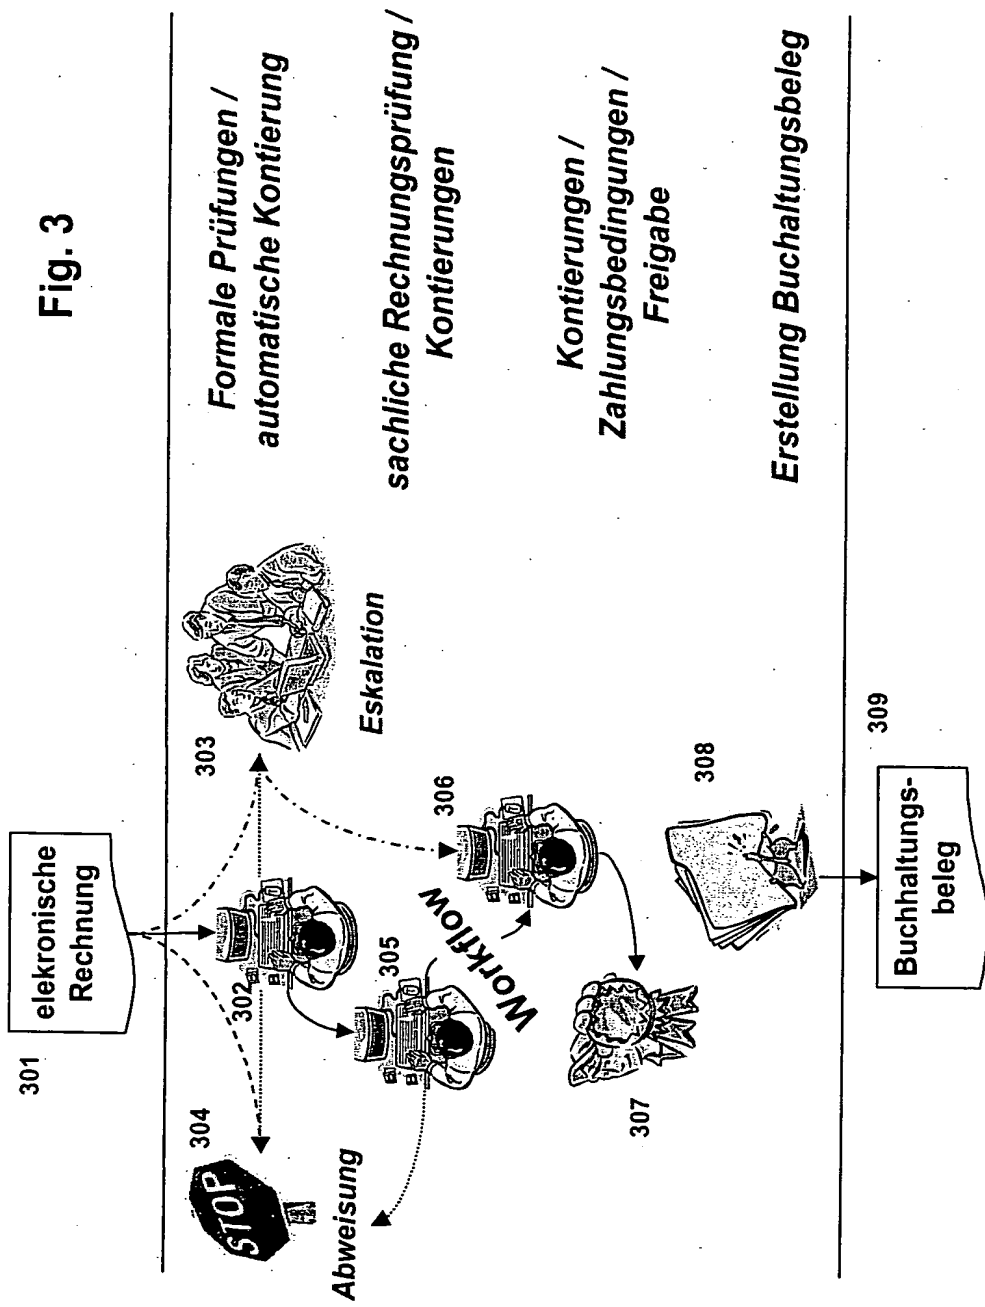 Fig. 3
301
elekronische
Rechnung
Formale Prüfungen /
automatische Kontierung
304
STOP
Abweisung
302
303
Eskalation
sachliche Rechnungsprüfung /
Kontierungen
305
Workflow
306
Kontierungen /
Zahlungsbedingungen /
Freigabe
307
308
Erstellung Buchaltungsbeleg
Buchhaltungs-
beleg
309